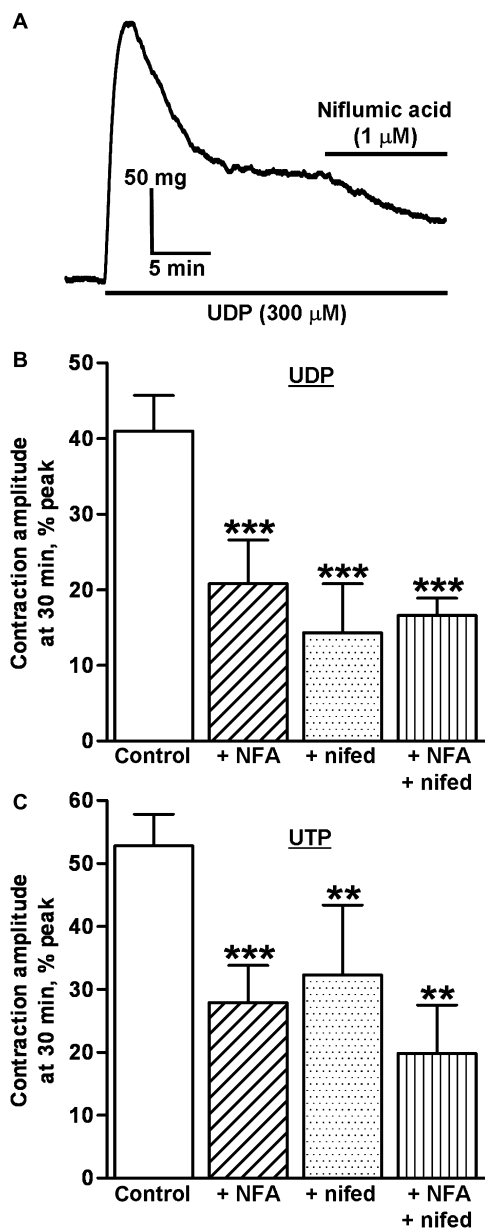 A
Niflumic acid
(1 μM)
50 mg
5 min
UDP (300 μM)
B
UDP
Contraction amplitude
at 30 min, % peak
50
40
30
20
10
0
***
***
***
Control
+ NFA
+ nifed
+ NFA
+ nifed
C
UTP
Contraction amplitude
at 30 min, % peak
60
50
40
30
20
10
0
***
**
**
Control
+ NFA
+ nifed
+ NFA
+ nifed